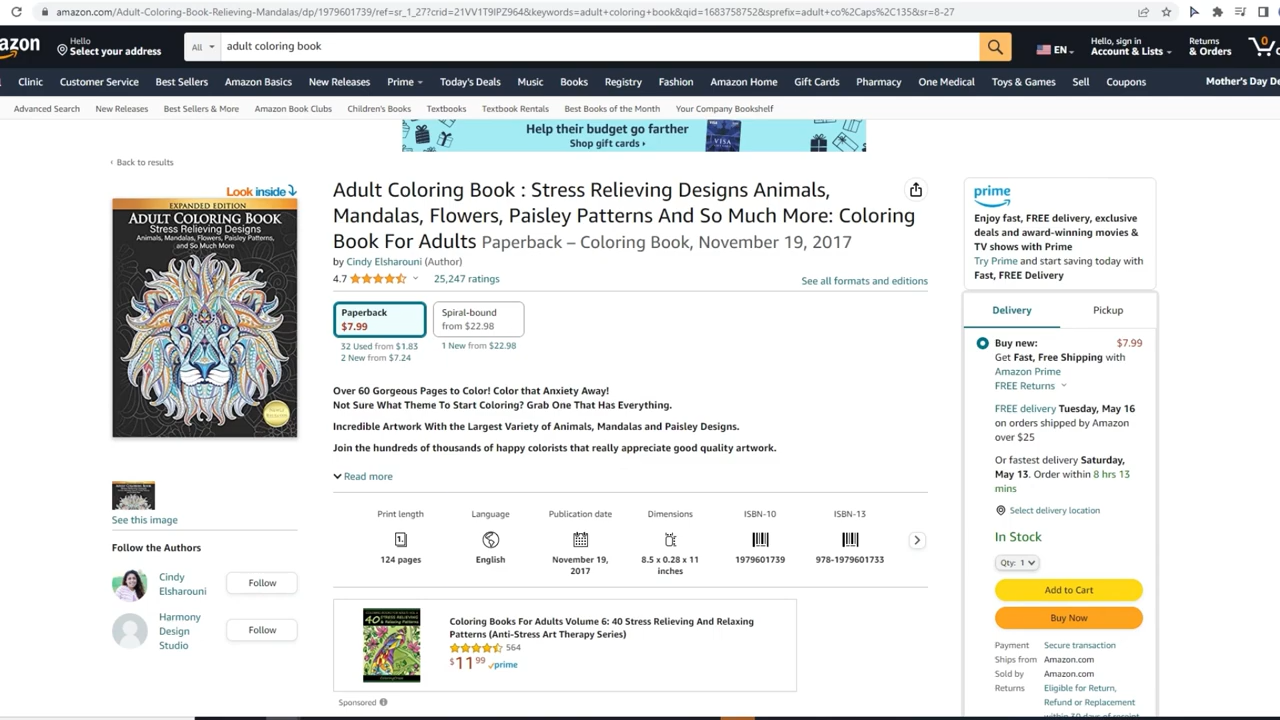 amazon.com/Adult-Coloring-Book-Relieving-Mandalas/dp/1979601739/ref=sr_1_27?crid=21VV1T9IPZ964&keywords=adult+coloring+book&qid=1683758752&sprefix=adult+co%2Caps%2C135&sr=8-27
azon
Hello
Select your address
All
adult coloring book
EN
Hello, sign in
Account & Lists
Returns
& Orders
0
Clinic Customer Service Best Sellers Amazon Basics New Releases Prime Today's Deals Music Books Registry Fashion Amazon Home Gift Cards Pharmacy One Medical Toys & Games Sell Coupons Mother's Day De
Advanced Search New Releases Best Sellers & More Amazon Book Clubs Children's Books Textbooks Textbook Rentals Best Books of the Month Your Company Bookshelf
Help their budget go farther
Shop gift cards ›
VISA
‹ Back to results
Look inside
EXPANDED EDITION
ADULT COLORING BOOK
Stress Relieving Designs
Animals, Mandalas, Flowers, Paisley Patterns,
and So Much More
See this image
Follow the Authors
Cindy
Elsharouni
Follow
Harmony
Design
Studio
Follow
Adult Coloring Book : Stress Relieving Designs Animals,
Mandalas, Flowers, Paisley Patterns And So Much More: Coloring
Book For Adults Paperback – Coloring Book, November 19, 2017
by Cindy Elsharouni (Author)
4.7 25,247 ratings
See all formats and editions
Paperback
$7.99
Spiral-bound
from $22.98
32 Used from $1.83
2 New from $7.24
1 New from $22.98
Over 60 Gorgeous Pages to Color! Color that Anxiety Away!
Not Sure What Theme To Start Coloring? Grab One That Has Everything.
Incredible Artwork With the Largest Variety of Animals, Mandalas and Paisley Designs.
Join the hundreds of thousands of happy colorists that really appreciate good quality artwork.
Read more
Print length
124 pages
Language
English
Publication date
November 19,
2017
Dimensions
8.5 x 0.28 x 11
inches
ISBN-10
1979601739
ISBN-13
978-1979601733
Coloring Books For Adults Volume 6: 40 Stress Relieving And Relaxing
Patterns (Anti-Stress Art Therapy Series)
564
$11 99 prime
Sponsored
prime
Enjoy fast, FREE delivery, exclusive
deals and award-winning movies &
TV shows with Prime
Try Prime and start saving today with
Fast, FREE Delivery
Delivery
Pickup
Buy new: $7.99
Get Fast, Free Shipping with
Amazon Prime
FREE Returns
FREE delivery Tuesday, May 16
on orders shipped by Amazon
over $25
Or fastest delivery Saturday,
May 13. Order within 8 hrs 13
mins
Select delivery location
In Stock
Qty: 1
Add to Cart
Buy Now
Payment Secure transaction
Ships from Amazon.com
Sold by Amazon.com
Returns Eligible for Return,
Refund or Replacement
within 30 days of receipt